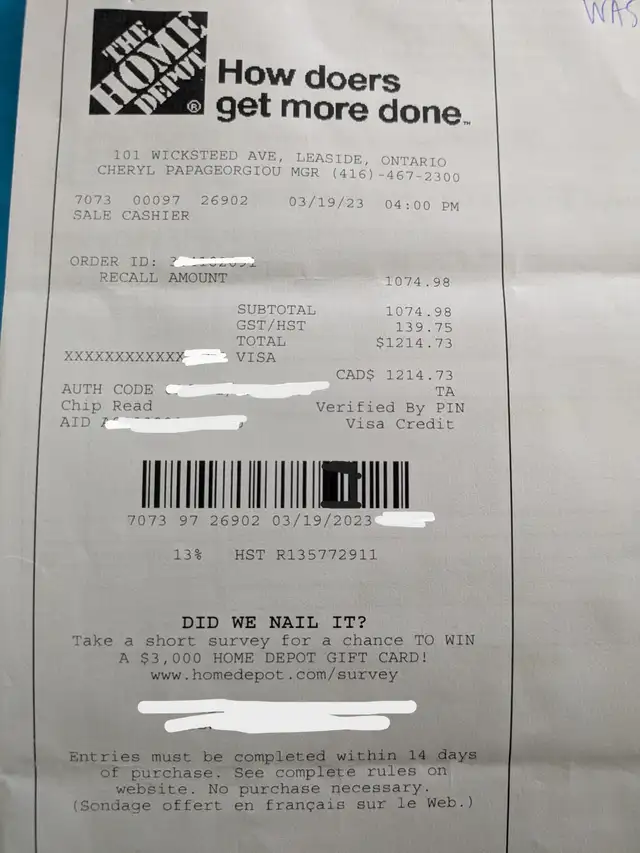 THE
HOME
DEPOT
®
How doers
get more done™
WAS
101 WICKSTEED AVE, LEASIDE, ONTARIO
CHERYL PAPAGEORGIOU MGR (416)-467-2300
7073 00097 26902 03/19/23 04:00 PM
SALE CASHIER
ORDER ID:
RECALL AMOUNT 1074.98
SUBTOTAL 1074.98
GST/HST 139.75
TOTAL $1214.73
XXXXXXXXXXXX VISA
CAD$ 1214.73
AUTH CODE TA
Chip Read Verified By PIN
AID Visa Credit
7073 97 26902 03/19/2023
13% HST R135772911
DID WE NAIL IT?
Take a short survey for a chance TO WIN
A $3,000 HOME DEPOT GIFT CARD!
www.homedepot.com/survey
Entries must be completed within 14 days
of purchase. See complete rules on
website. No purchase necessary.
(Sondage offert en français sur le Web.)